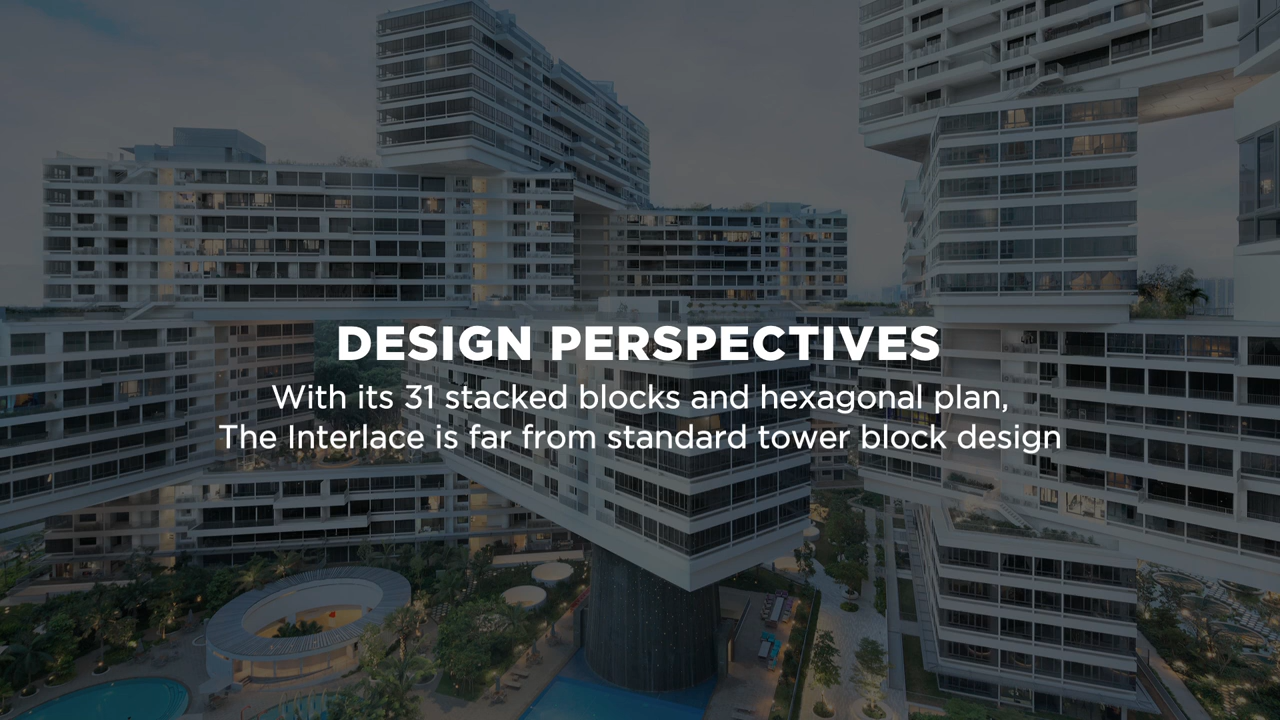 DESIGN PERSPECTIVES
With its 31 stacked blocks and hexagonal plan,
The Interlace is far from standard tower block design